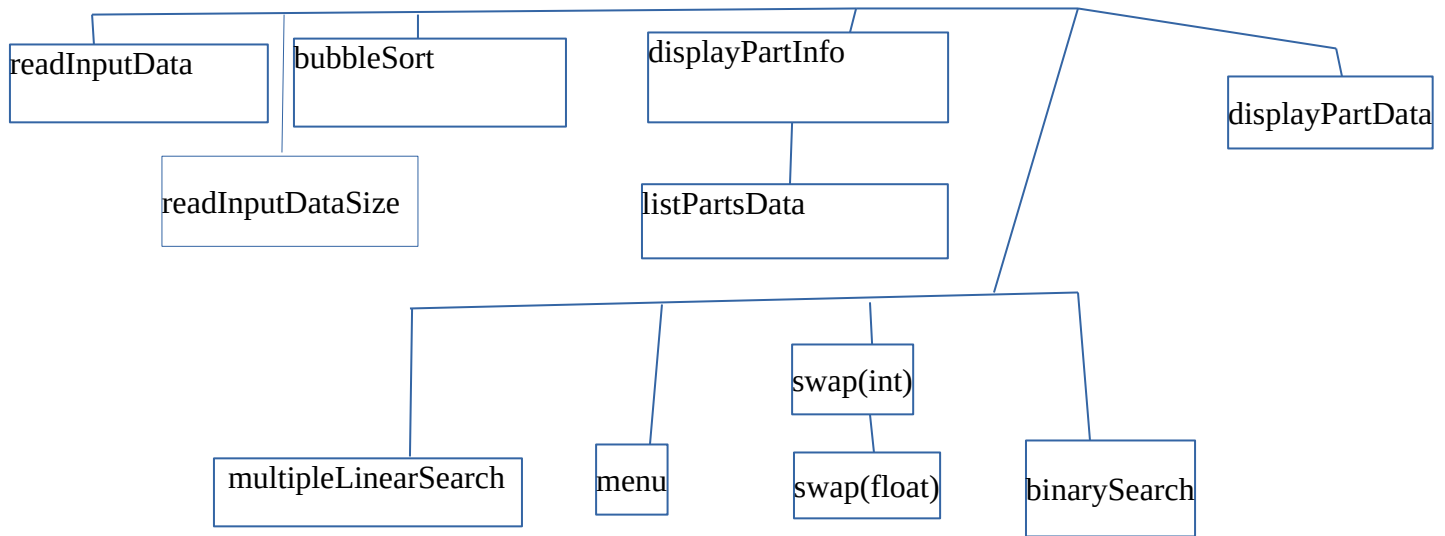 readInputData
bubbleSort
displayPartInfo
displayPartData
readInputDataSize
listPartsData
swap(int)
multipleLinearSearch
menu
swap(float)
binarySearch